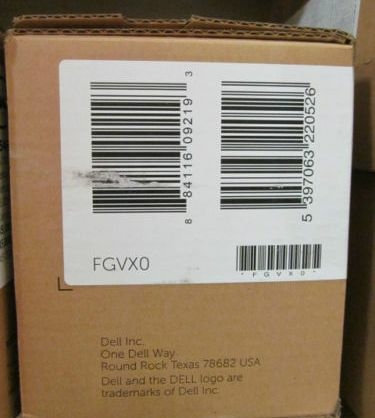 8 84116 09219 3
5 397063 220526
FGVX0
*FGVX0*
Dell Inc.
One Dell Way
Round Rock Texas 78682 USA
Dell and the DELL logo are
trademarks of Dell Inc.